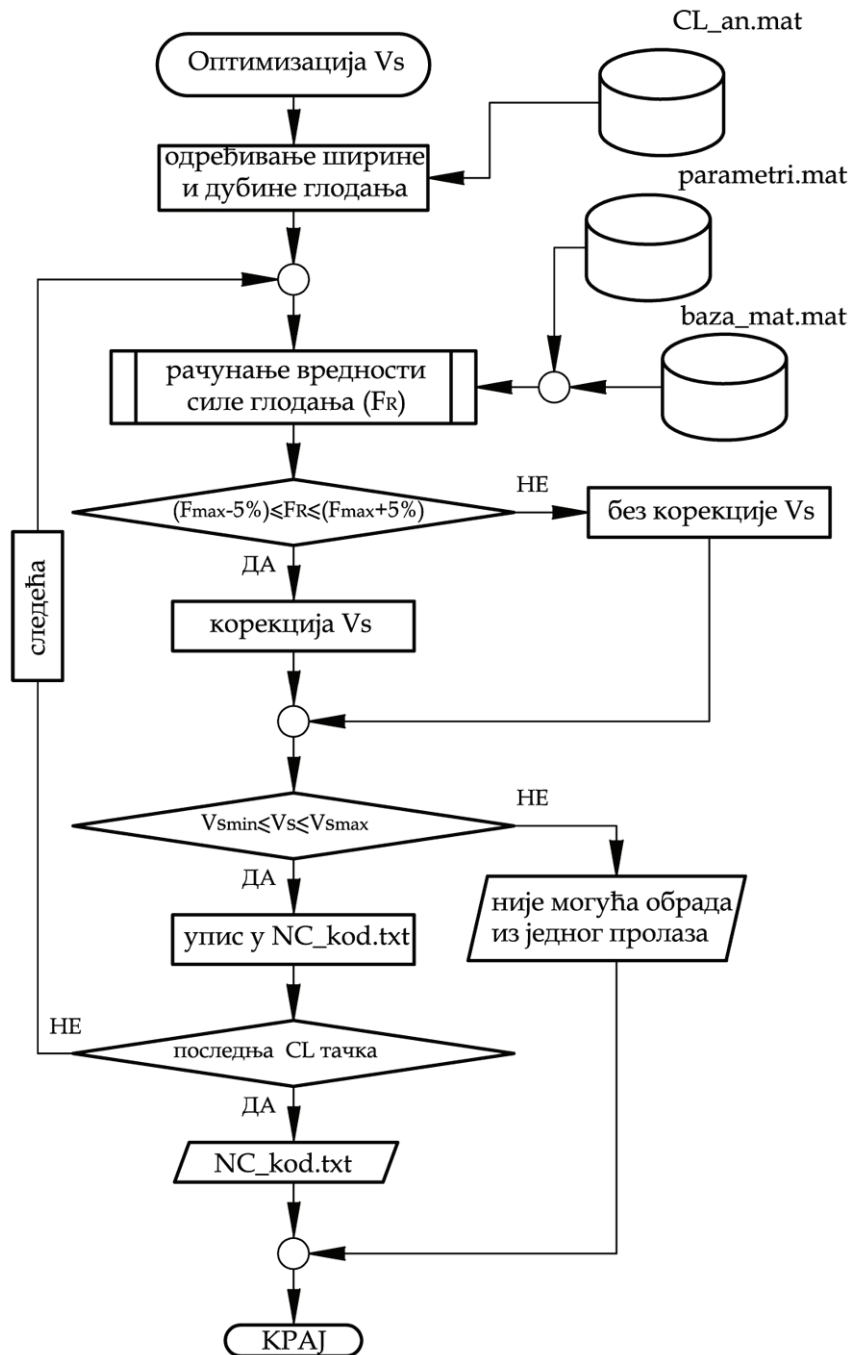 CL_an.mat
Оптимизација Vs
одређивање ширине
и дубине глодања
parametri.mat
baza_mat.mat
рачунање вредности
силе глодања (FR)
(Fmax-5%)≤FR≤(Fmax+5%)
НЕ
без корекције Vs
ДА
корекција Vs
следећа
Vsmin≤Vs≤Vsmax
НЕ
ДА
није могућа обрада
из једног пролаза
упис у NC_kod.txt
НЕ
последња CL тачка
ДА
NC_kod.txt
КРАЈ